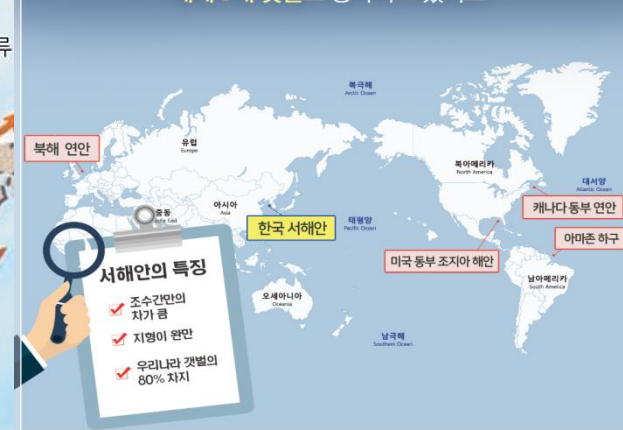 류
북극해
Arctic Ocean
북해 연안
유럽
Europe
북아메리카
North America
대서양
Atlantic Ocean
중동
아시아
Asia
태평양
Pacific Ocean
캐나다 동부 연안
한국 서해안
아마존 하구
미국 동부 조지아 해안
서해안의 특징
조수간만의
차가 큼
지형이 완만
우리나라 갯벌의
80% 차지
오세아니아
Oceania
남아메리카
South America
남극해
Southern Ocean